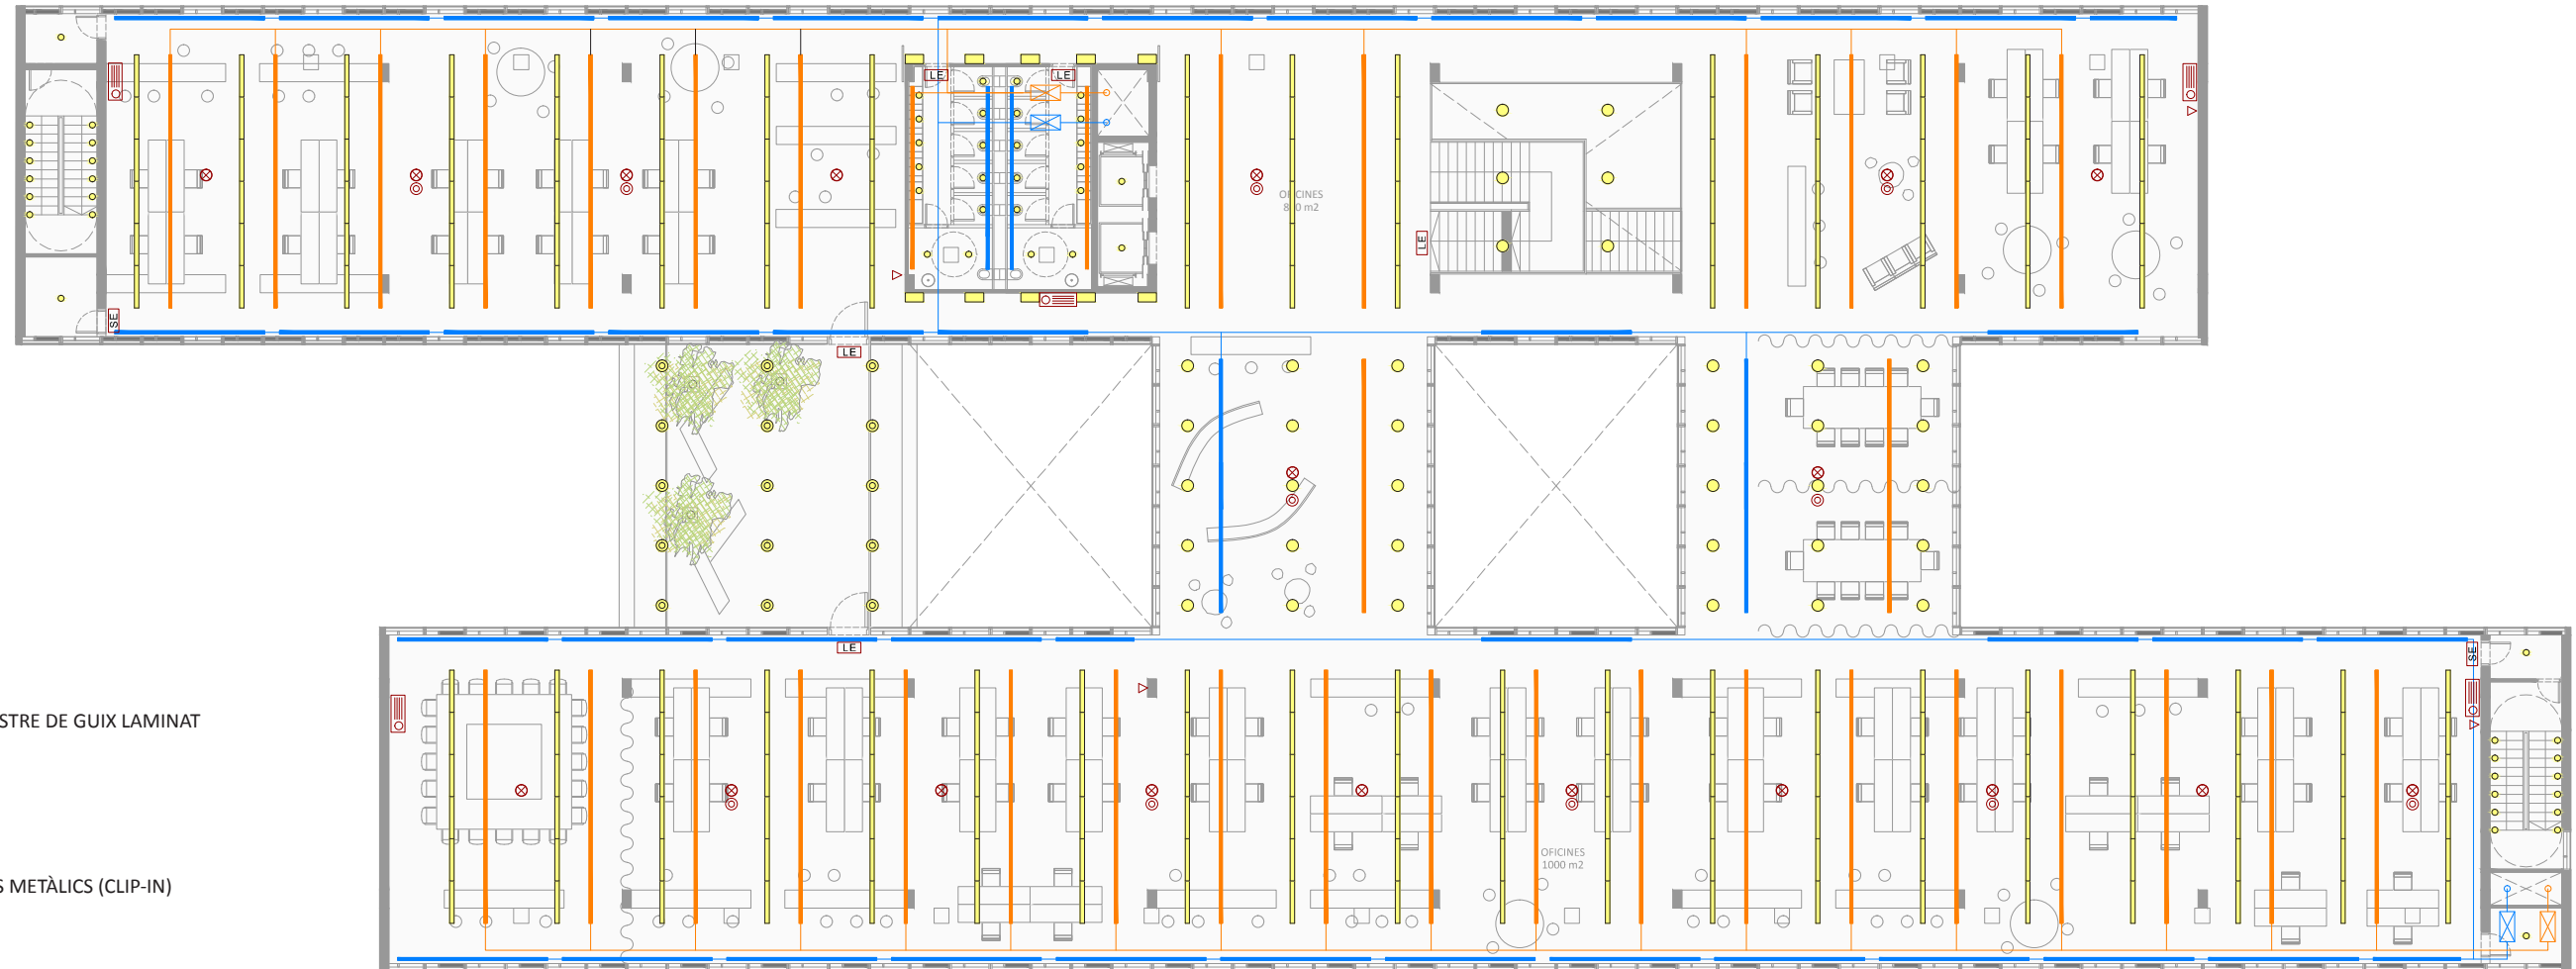 LE
LE
OFICINES
LE
SE
LE
LE
SE
STRE DE GUIX LAMINAT
OFICINES
1000 m2
S METÀLICS (CLIP-IN)